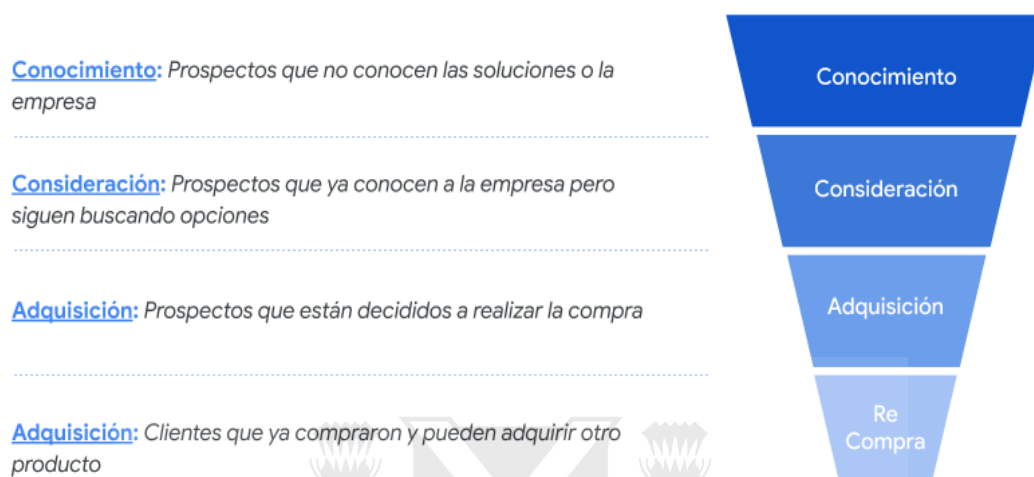 Conocimiento: Prospectos que no conocen las soluciones o la
empresa
Consideración: Prospectos que ya conocen a la empresa pero
siguen buscando opciones
Adquisición: Prospectos que están decididos a realizar la compra
Adquisición: Clientes que ya compraron y pueden adquirir otro
producto
Conocimiento
Consideración
Adquisición
Re
Compra